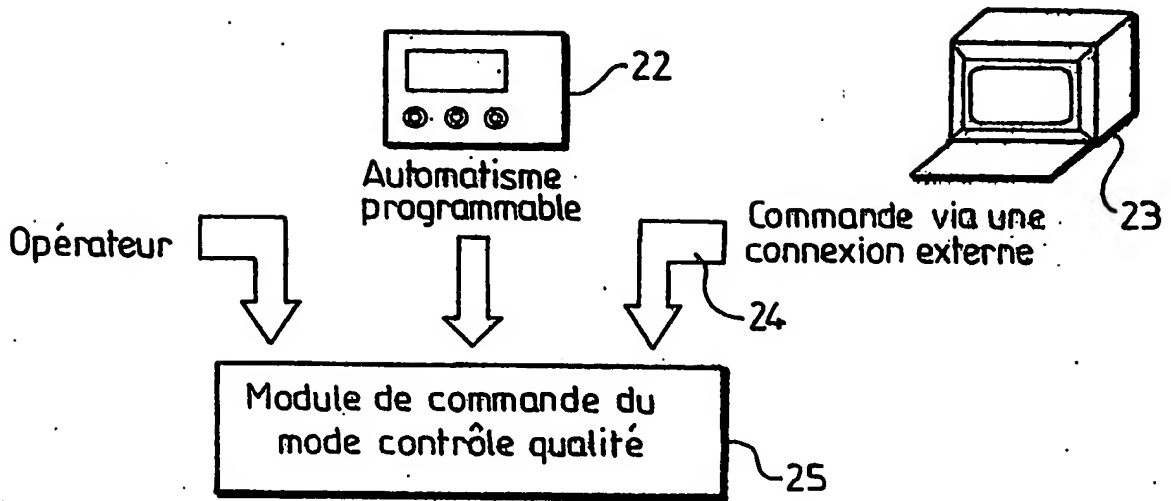 22
Automatisme
programmable
Opérateur
Commande via une
connexion externe
23
24
Module de commande du
mode contrôle qualité
25